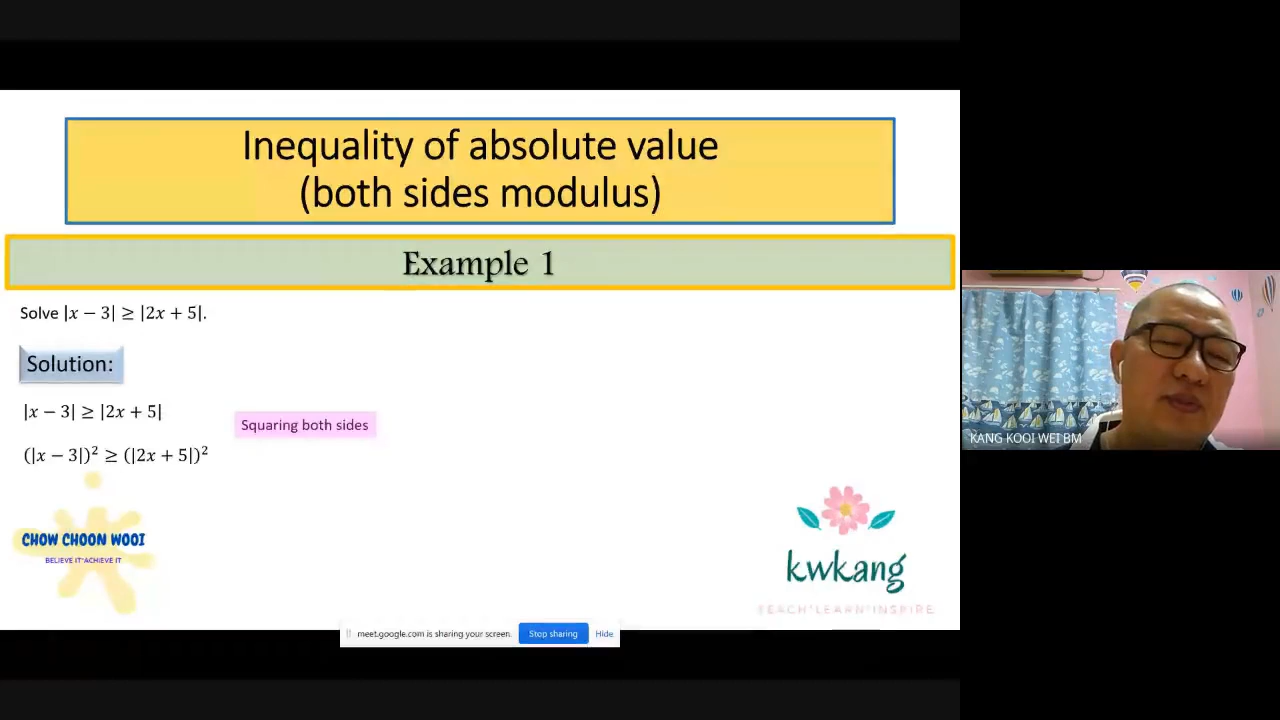 Inequality of absolute value
(both sides modulus)
Example 1
Solve |x − 3| ≥ |2x + 5|.
Solution:
|x − 3| ≥ |2x + 5|
Squaring both sides
(|x − 3|)² ≥ (|2x + 5|)²
KANG KOOI WEI BM
CHOW CHOON WOOI
BELIEVE IT*ACHIEVE IT
kwkang
TEACH*LEARN*INSPIRE
meet.google.com is sharing your screen.
Stop sharing
Hide